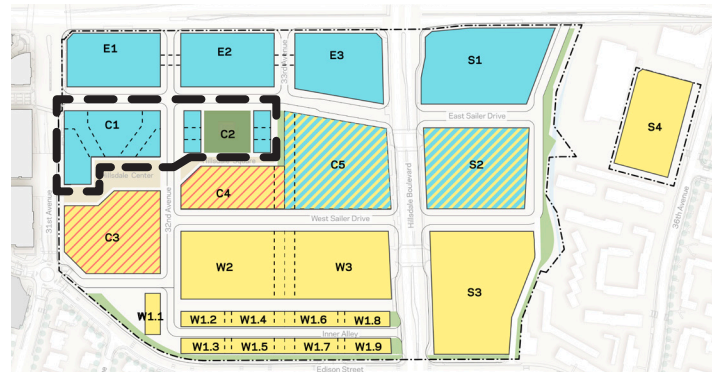 E1
E2
33rd Avenue
E3
S1
East Saller Drive
C1
C2
S4
C5
S2
Hillsdale Center
C4
31st Avenue
32nd Avenue
Hillsdale Boulevard
36th Avenue
West Saller Drive
C3
W2
W3
S3
W1.1
W1.2
W1.4
W1.6
W1.8
Inner Alley
W1.3
W1.5
W1.7
W1.9
Edison Street